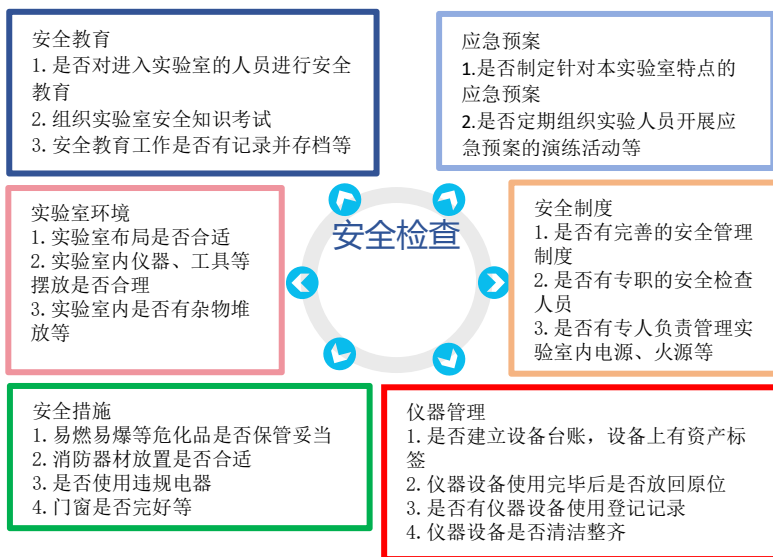 安全教育
1.是否对进入实验室的人员进行安全
教育
2.组织实验室安全知识考试
3.安全教育工作是否有记录并存档等
应急预案
1.是否制定针对本实验室特点的
应急预案
2.是否定期组织实验人员开展应
急预案的演练活动等
实验室环境
1.实验室布局是否合适
2.实验室内仪器、工具等
摆放是否合理
3.实验室内是否有杂物堆
放等
安全检查
安全制度
1.是否有完善的安全管理
制度
2.是否有专职的安全检查
人员
3.是否有专人负责管理实
验室内电源、火源等
安全措施
1.易燃易爆等危化品是否保管妥当
2.消防器材放置是否合适
3.是否使用违规电器
4.门窗是否完好等
仪器管理
1.是否建立设备台账，设备上有资产标
签
2.仪器设备使用完毕后是否放回原位
3.是否有仪器设备使用登记记录
4.仪器设备是否清洁整齐